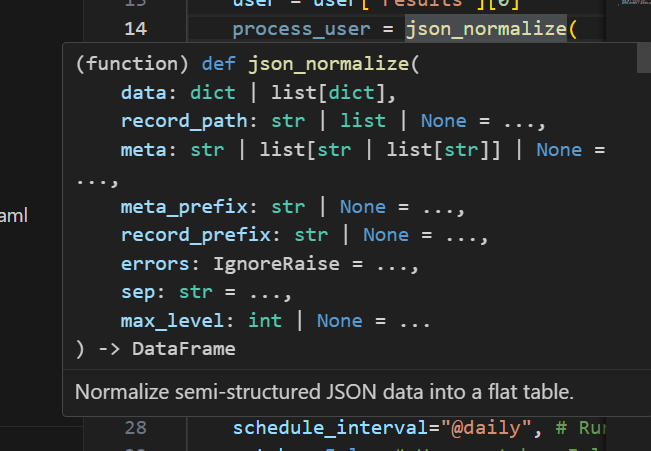 user = user["results"][0]
14 process_user = json_normalize(
(function) def json_normalize(
data: dict | list[dict],
record_path: str | list | None = ...,
meta: str | list[str | list[str]] | None =
...,
meta_prefix: str | None = ...,
record_prefix: str | None = ...,
errors: IgnoreRaise = ...,
sep: str = ...,
max_level: int | None = ...
) -> DataFrame
aml
Normalize semi-structured JSON data into a flat table.
28 schedule_interval="@daily", # Ru